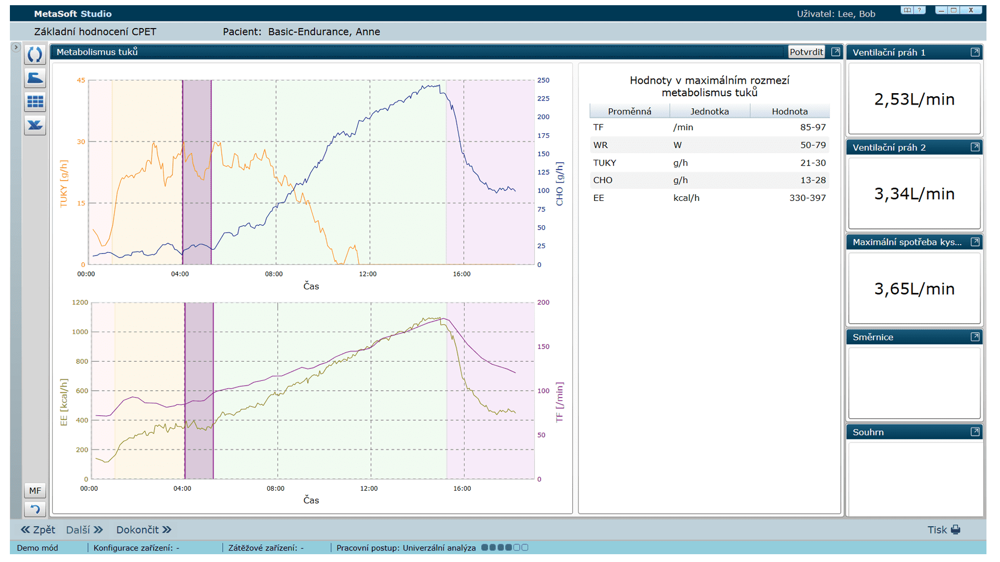 MetaSoft Studio
Uživatel: Lee, Bob
?
X
Základní hodnocení CPET
Pacient: Basic-Endurance, Anne
Metabolismus tuků
Potvrdit
45
30
15
0
TUKY [g/h]
250
225
200
175
150
125
100
75
50
25
0
CHO [g/h]
00:00 04:00 08:00 12:00 16:00
Čas
1200
1000
800
600
400
200
0
EE [kcal/h]
200
150
100
50
0
TF [/min]
00:00 04:00 08:00 12:00 16:00
Čas
Hodnoty v maximálním rozmezí
metabolismus tuků
Proměnná Jednotka Hodnota
TF /min 85-97
WR W 50-79
TUKY g/h 21-30
CHO g/h 13-28
EE kcal/h 330-397
Ventilační práh 1
2,53L/min
Ventilační práh 2
3,34L/min
Maximální spotřeba kys...
3,65L/min
Směrnice
Souhrn
MF
Zpět Další Dokončit
Tisk
Demo mód Konfigurace zařízení: - Zátěžové zařízení: - Pracovní postup: Univerzální analýza